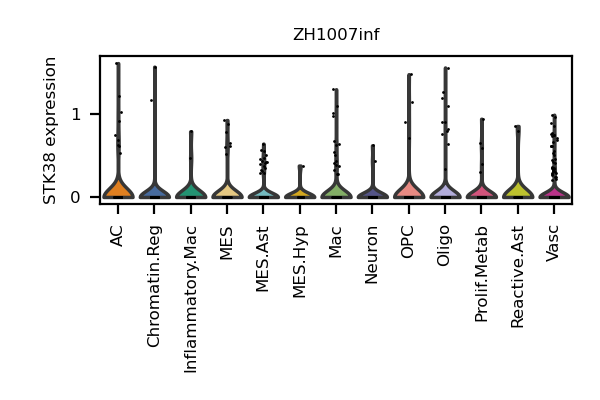 ZH1007inf
STK38 expression
1
0
AC
Chromatin.Reg
Inflammatory.Mac
MES
MES.Ast
MES.Hyp
Mac
Neuron
OPC
Oligo
Prolif.Metab
Reactive.Ast
Vasc